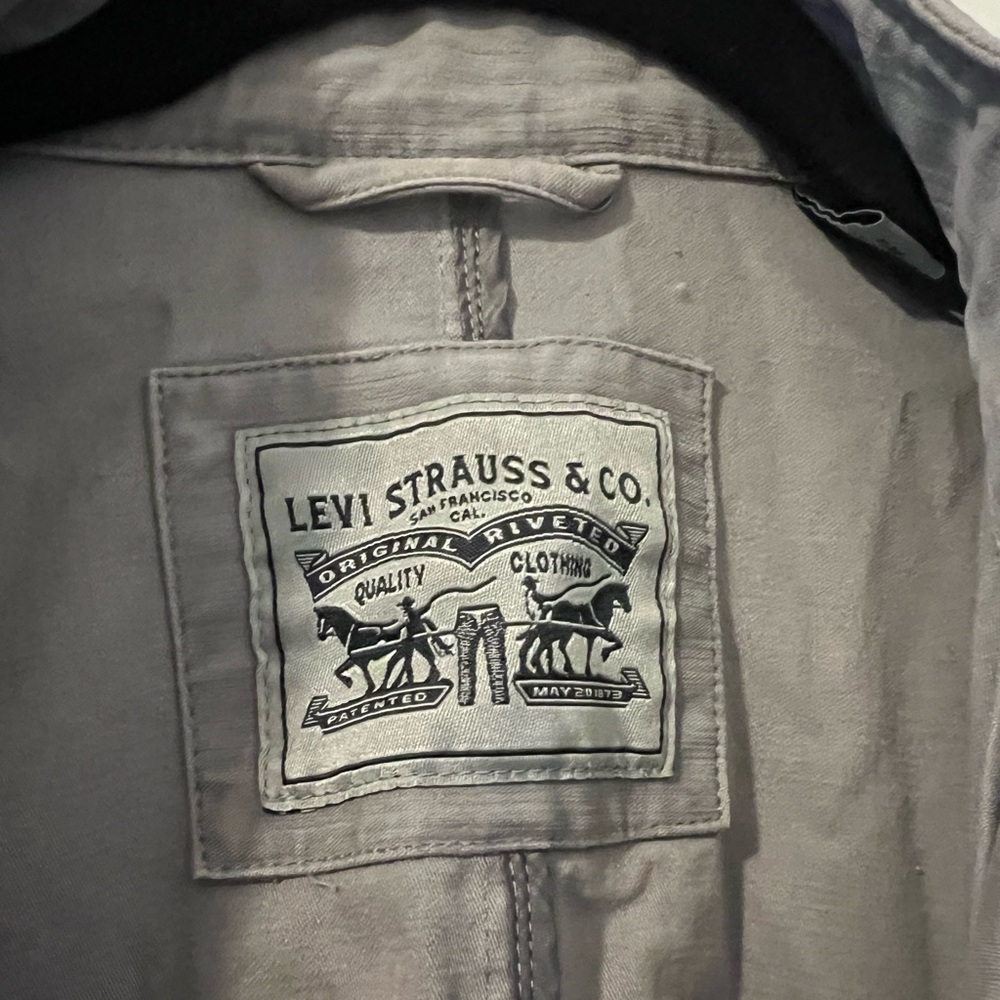 LEVI STRAUSS & CO.
SAN FRANCISCO
CAL.
ORIGINAL RIVETED
QUALITY CLOTHING
PATENTED MAY 20 1873